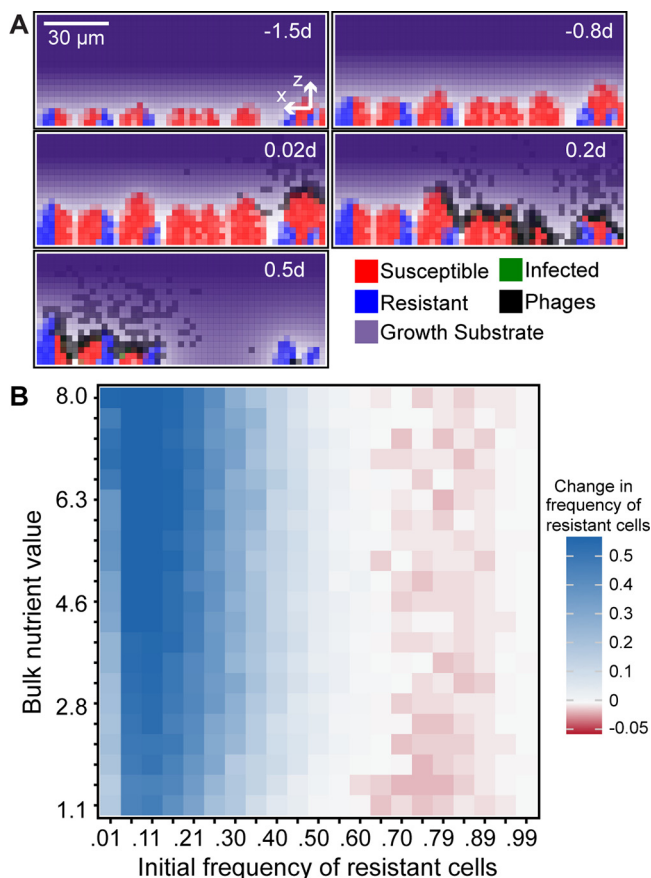 A
30 µm
-1.5d
-0.8d
z
x
0.02d
0.2d
0.5d
Susceptible
Infected
Resistant
Phages
Growth Substrate
B
8.0
6.3
4.6
2.8
1.1
Bulk nutrient value
.01 .11 .21 .30 .40 .50 .60 .70 .79 .89 .99
Initial frequency of resistant cells
Change in
frequency of
resistant cells
0.5
0.4
0.3
0.2
0.1
0
-0.05